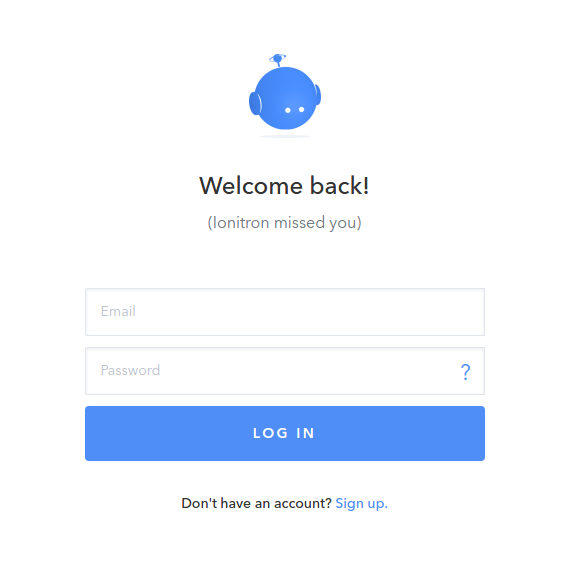 Welcome back!
(Ionitron missed you)
Email
Password ?
LOG IN
Don't have an account? Sign up.